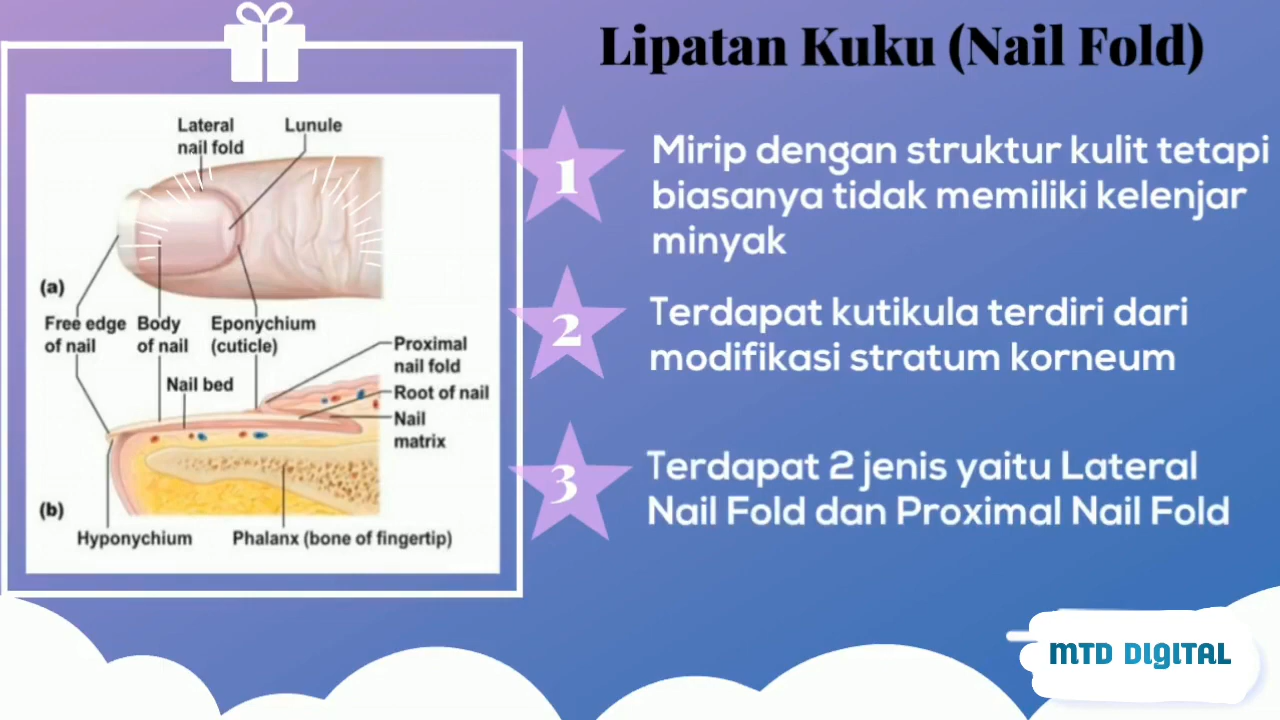 Lipatan Kuku (Nail Fold)
1
Mirip dengan struktur kulit tetapi
biasanya tidak memiliki kelenjar
minyak
2
Terdapat kutikula terdiri dari
modifikasi stratum korneum
3
Terdapat 2 jenis yaitu Lateral
Nail Fold dan Proximal Nail Fold
Lateral
nail fold
Lunule
(a)
Free edge
of nail
Body
of nail
Eponychium
(cuticle)
Nail bed
Proximal
nail fold
Root of nail
Nail
matrix
(b)
Hyponychium
Phalanx (bone of fingertip)
MTD DIGITAL